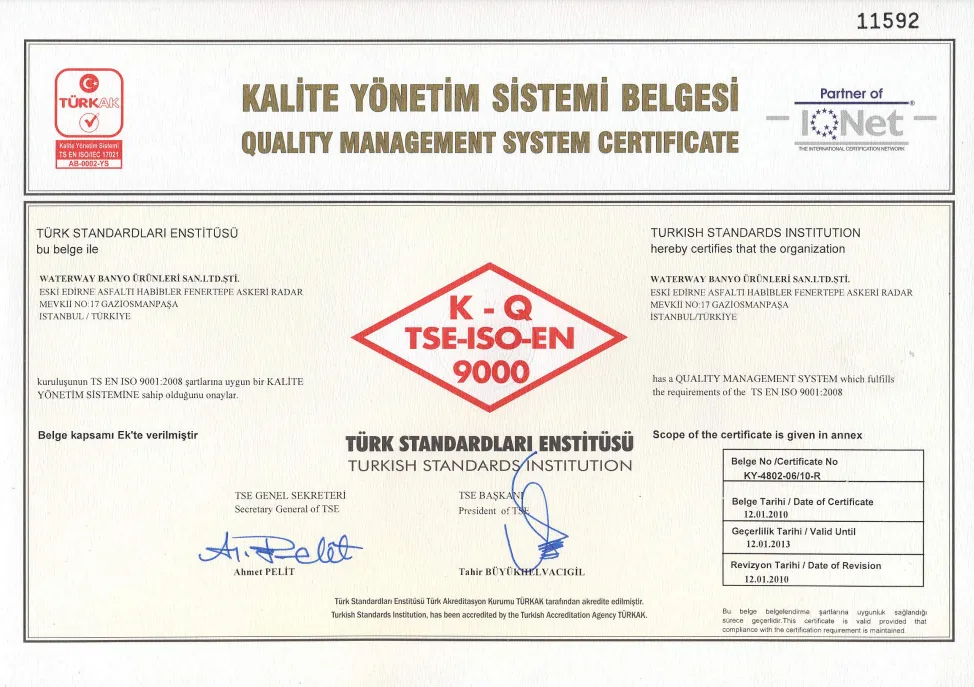 11592
TÜRKAK
Kalite Yönetim Sistemi
TS EN ISO/IEC 17021
AB-0002-YS
KALİTE YÖNETİM SİSTEMİ BELGESİ
QUALITY MANAGEMENT SYSTEM CERTIFICATE
Partner of
IQNet ®
THE INTERNATIONAL CERTIFICATION NETWORK
TÜRK STANDARDLARI ENSTİTÜSÜ
bu belge ile
WATERWAY BANYO ÜRÜNLERİ SAN.LTD.ŞTİ.
ESKİ EDİRNE ASFALTI HABİBLER FENERTEPE ASKERİ RADAR
MEVKİİ NO:17 GAZİOSMANPAŞA
İSTANBUL / TÜRKİYE
kuruluşunun TS EN ISO 9001:2008 şartlarına uygun bir KALİTE
YÖNETİM SİSTEMİNE sahip olduğunu onaylar.
Belge kapsamı Ek'te verilmiştir
K - Q
TSE-ISO-EN
9000
TÜRK STANDARDLARI ENSTİTÜSÜ
TURKISH STANDARDS INSTITUTION
TURKISH STANDARDS INSTITUTION
hereby certifies that the organization
WATERWAY BANYO ÜRÜNLERİ SAN.LTD.ŞTİ.
ESKİ EDİRNE ASFALTI HABİBLER FENERTEPE ASKERİ RADAR
MEVKİİ NO:17 GAZİOSMANPAŞA
İSTANBUL/TÜRKİYE
has a QUALITY MANAGEMENT SYSTEM which fulfills
the requirements of the TS EN ISO 9001:2008
Scope of the certificate is given in annex
TSE GENEL SEKRETERİ
Secretary General of TSE
A. Pelit
Ahmet PELİT
TSE BAŞKANI
President of TSE
Tahir BÜYÜKHELVACIGİL
Belge No /Certificate No
KY-4802-06/10-R
Belge Tarihi / Date of Certificate
12.01.2010
Geçerlilik Tarihi / Valid Until
12.01.2013
Revizyon Tarihi / Date of Revision
12.01.2010
Türk Standardları Enstitüsü Türk Akreditasyon Kurumu TÜRKAK tarafından akredite edilmiştir.
Turkish Standards Institution, has been accredited by the Turkish Accreditation Agency TÜRKAK.
Bu belge belgelendirme şartlarına uygunluk sağlandığı
sürece geçerlidir.This certificate is valid provided that
compliance with the certification requirement is maintained.